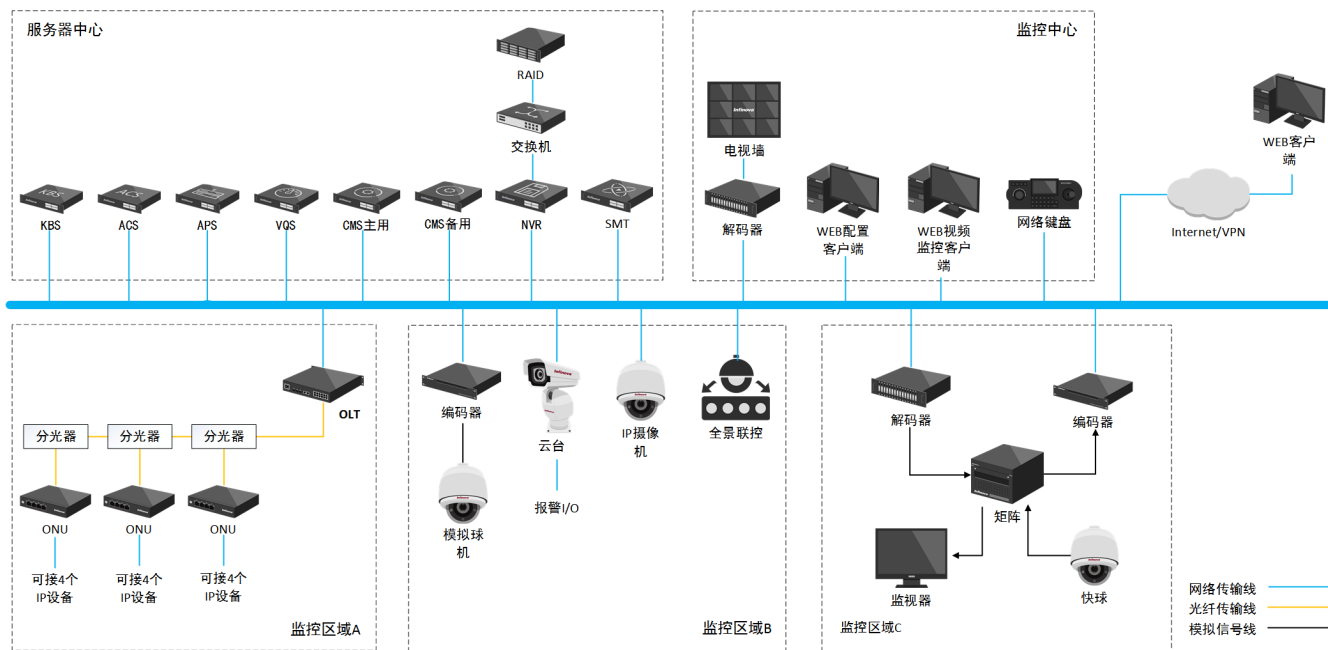 服务器中心
RAID
交换机
KBS
ACS
KBS
ACS
APS
VQS
CMS主用
CMS备用
NVR
SMT
监控中心
Infinova
电视墙
解码器
WEB配置
客户端
WEB视频
监控客户
端
网络键盘
WEB客户
端
Internet/VPN
OLT
分光器
分光器
分光器
ONU
ONU
ONU
可接4个
IP设备
可接4个
IP设备
可接4个
IP设备
监控区域A
编码器
模拟球
机
Infinova
云台
报警I/O
IP摄像
机
全景联控
监控区域B
解码器
编码器
矩阵
监视器
快球
监控区域C
网络传输线
光纤传输线
模拟信号线